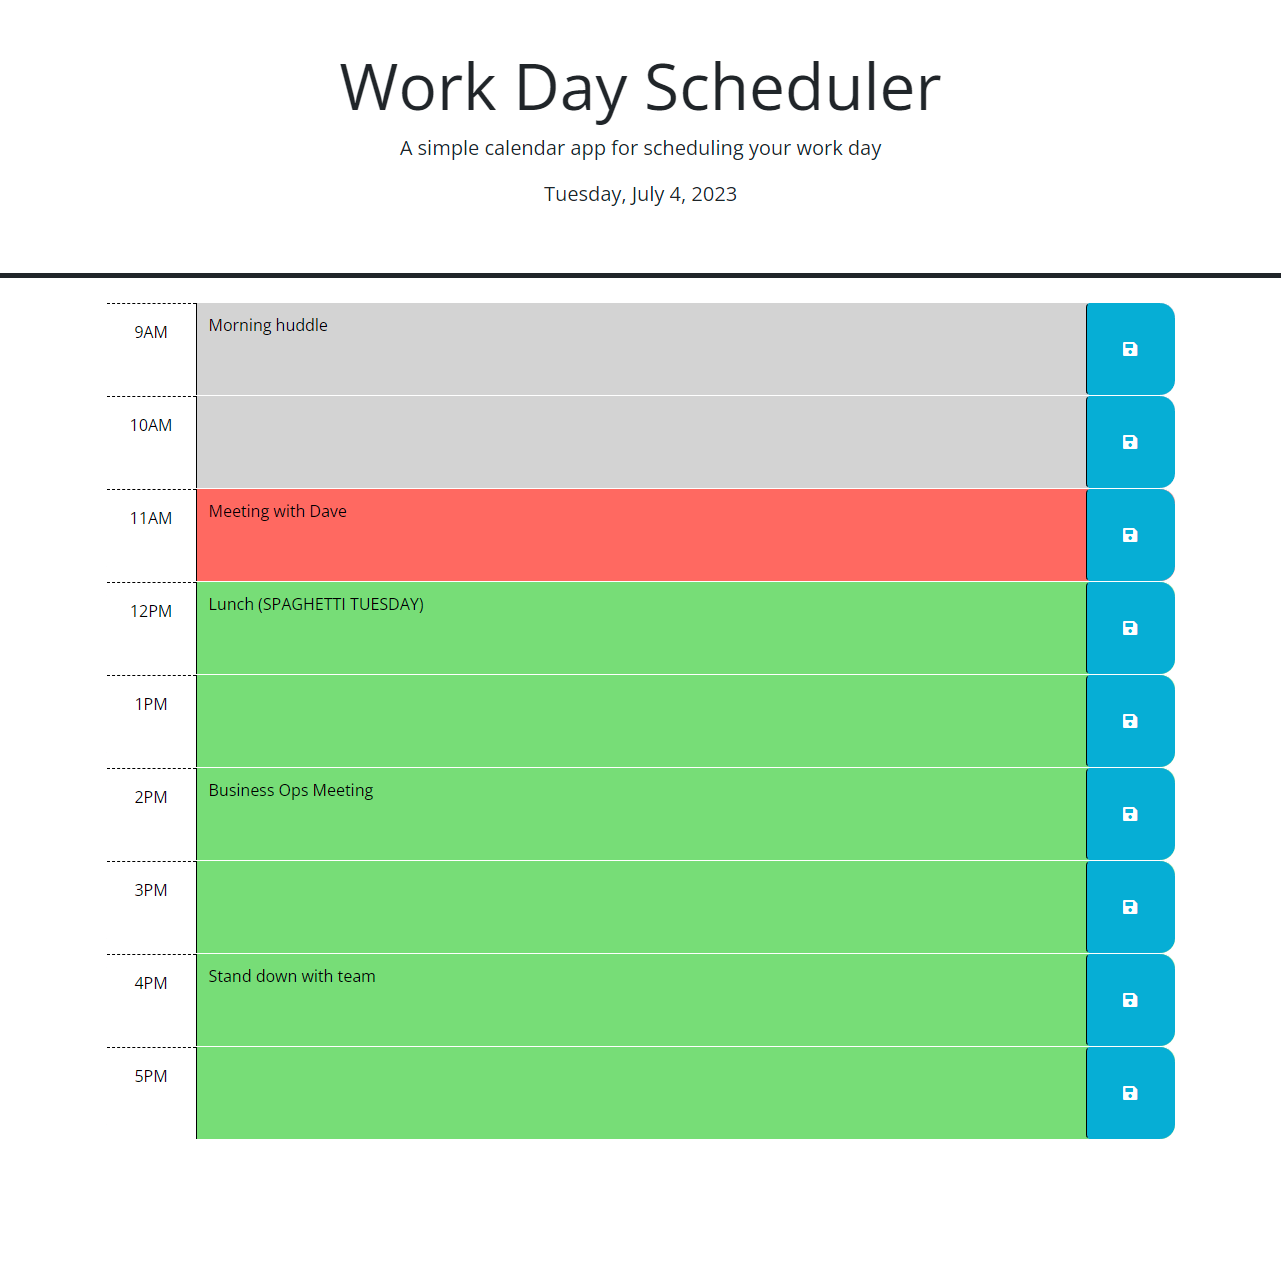 Work Day Scheduler
A simple calendar app for scheduling your work day
Tuesday, July 4, 2023
9AM Morning huddle
10AM
11AM Meeting with Dave
12PM Lunch (SPAGHETTI TUESDAY)
1PM
2PM Business Ops Meeting
3PM
4PM Stand down with team
5PM